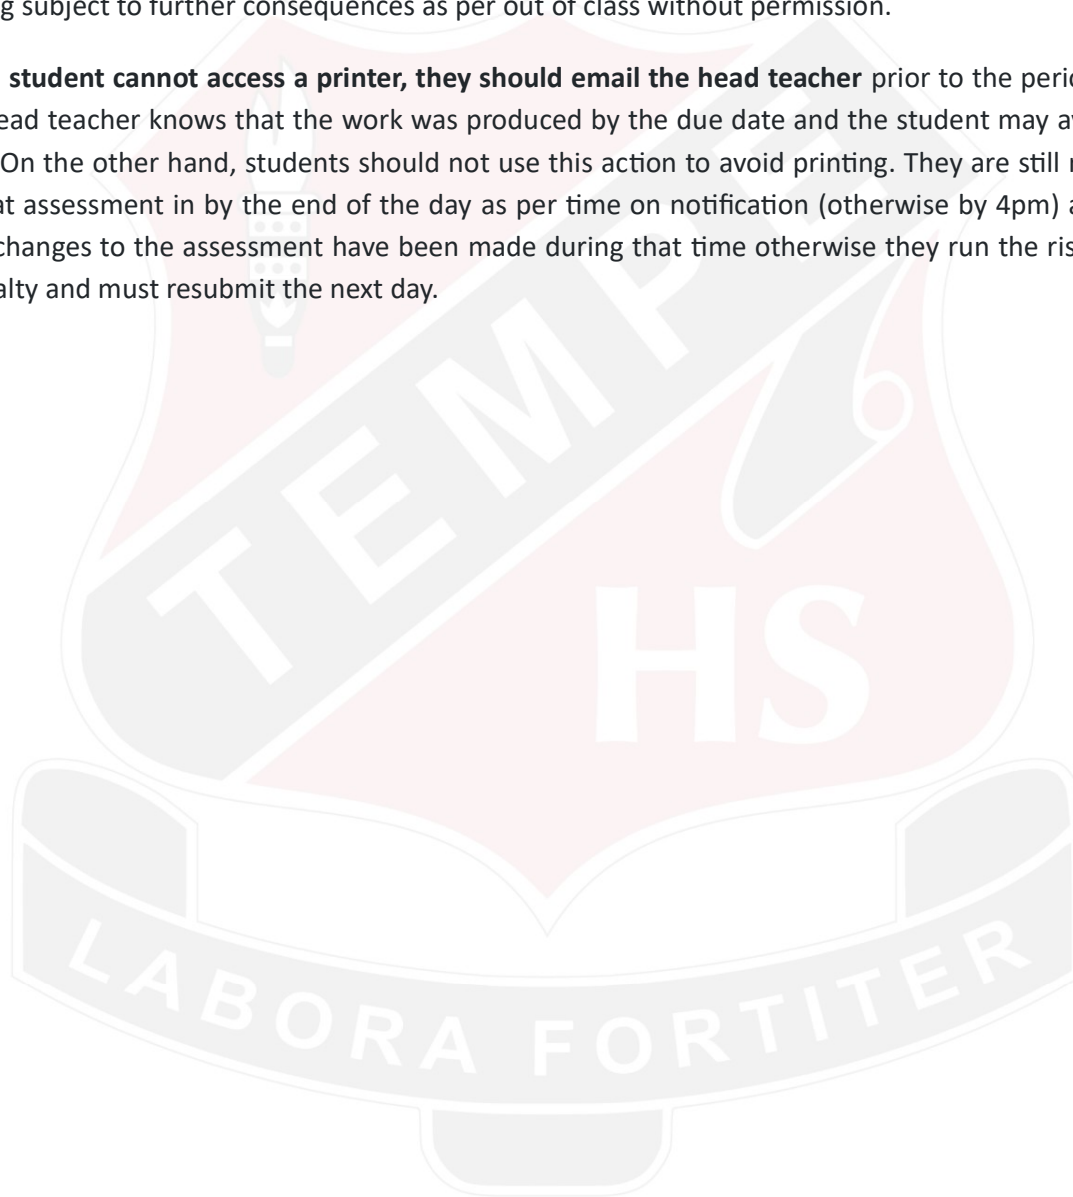 g subject to further consequences as per out of class without permission.
student cannot access a printer, they should email the head teacher prior to the peri
ead teacher knows that the work was produced by the due date and the student may a
On the other hand, students should not use this action to avoid printing. They are still
at assessment in by the end of the day as per time on notification (otherwise by 4pm) a
changes to the assessment have been made during that time otherwise they run the ris
alty and must resubmit the next day.
TEMPE
HS
LABORA FORTITER